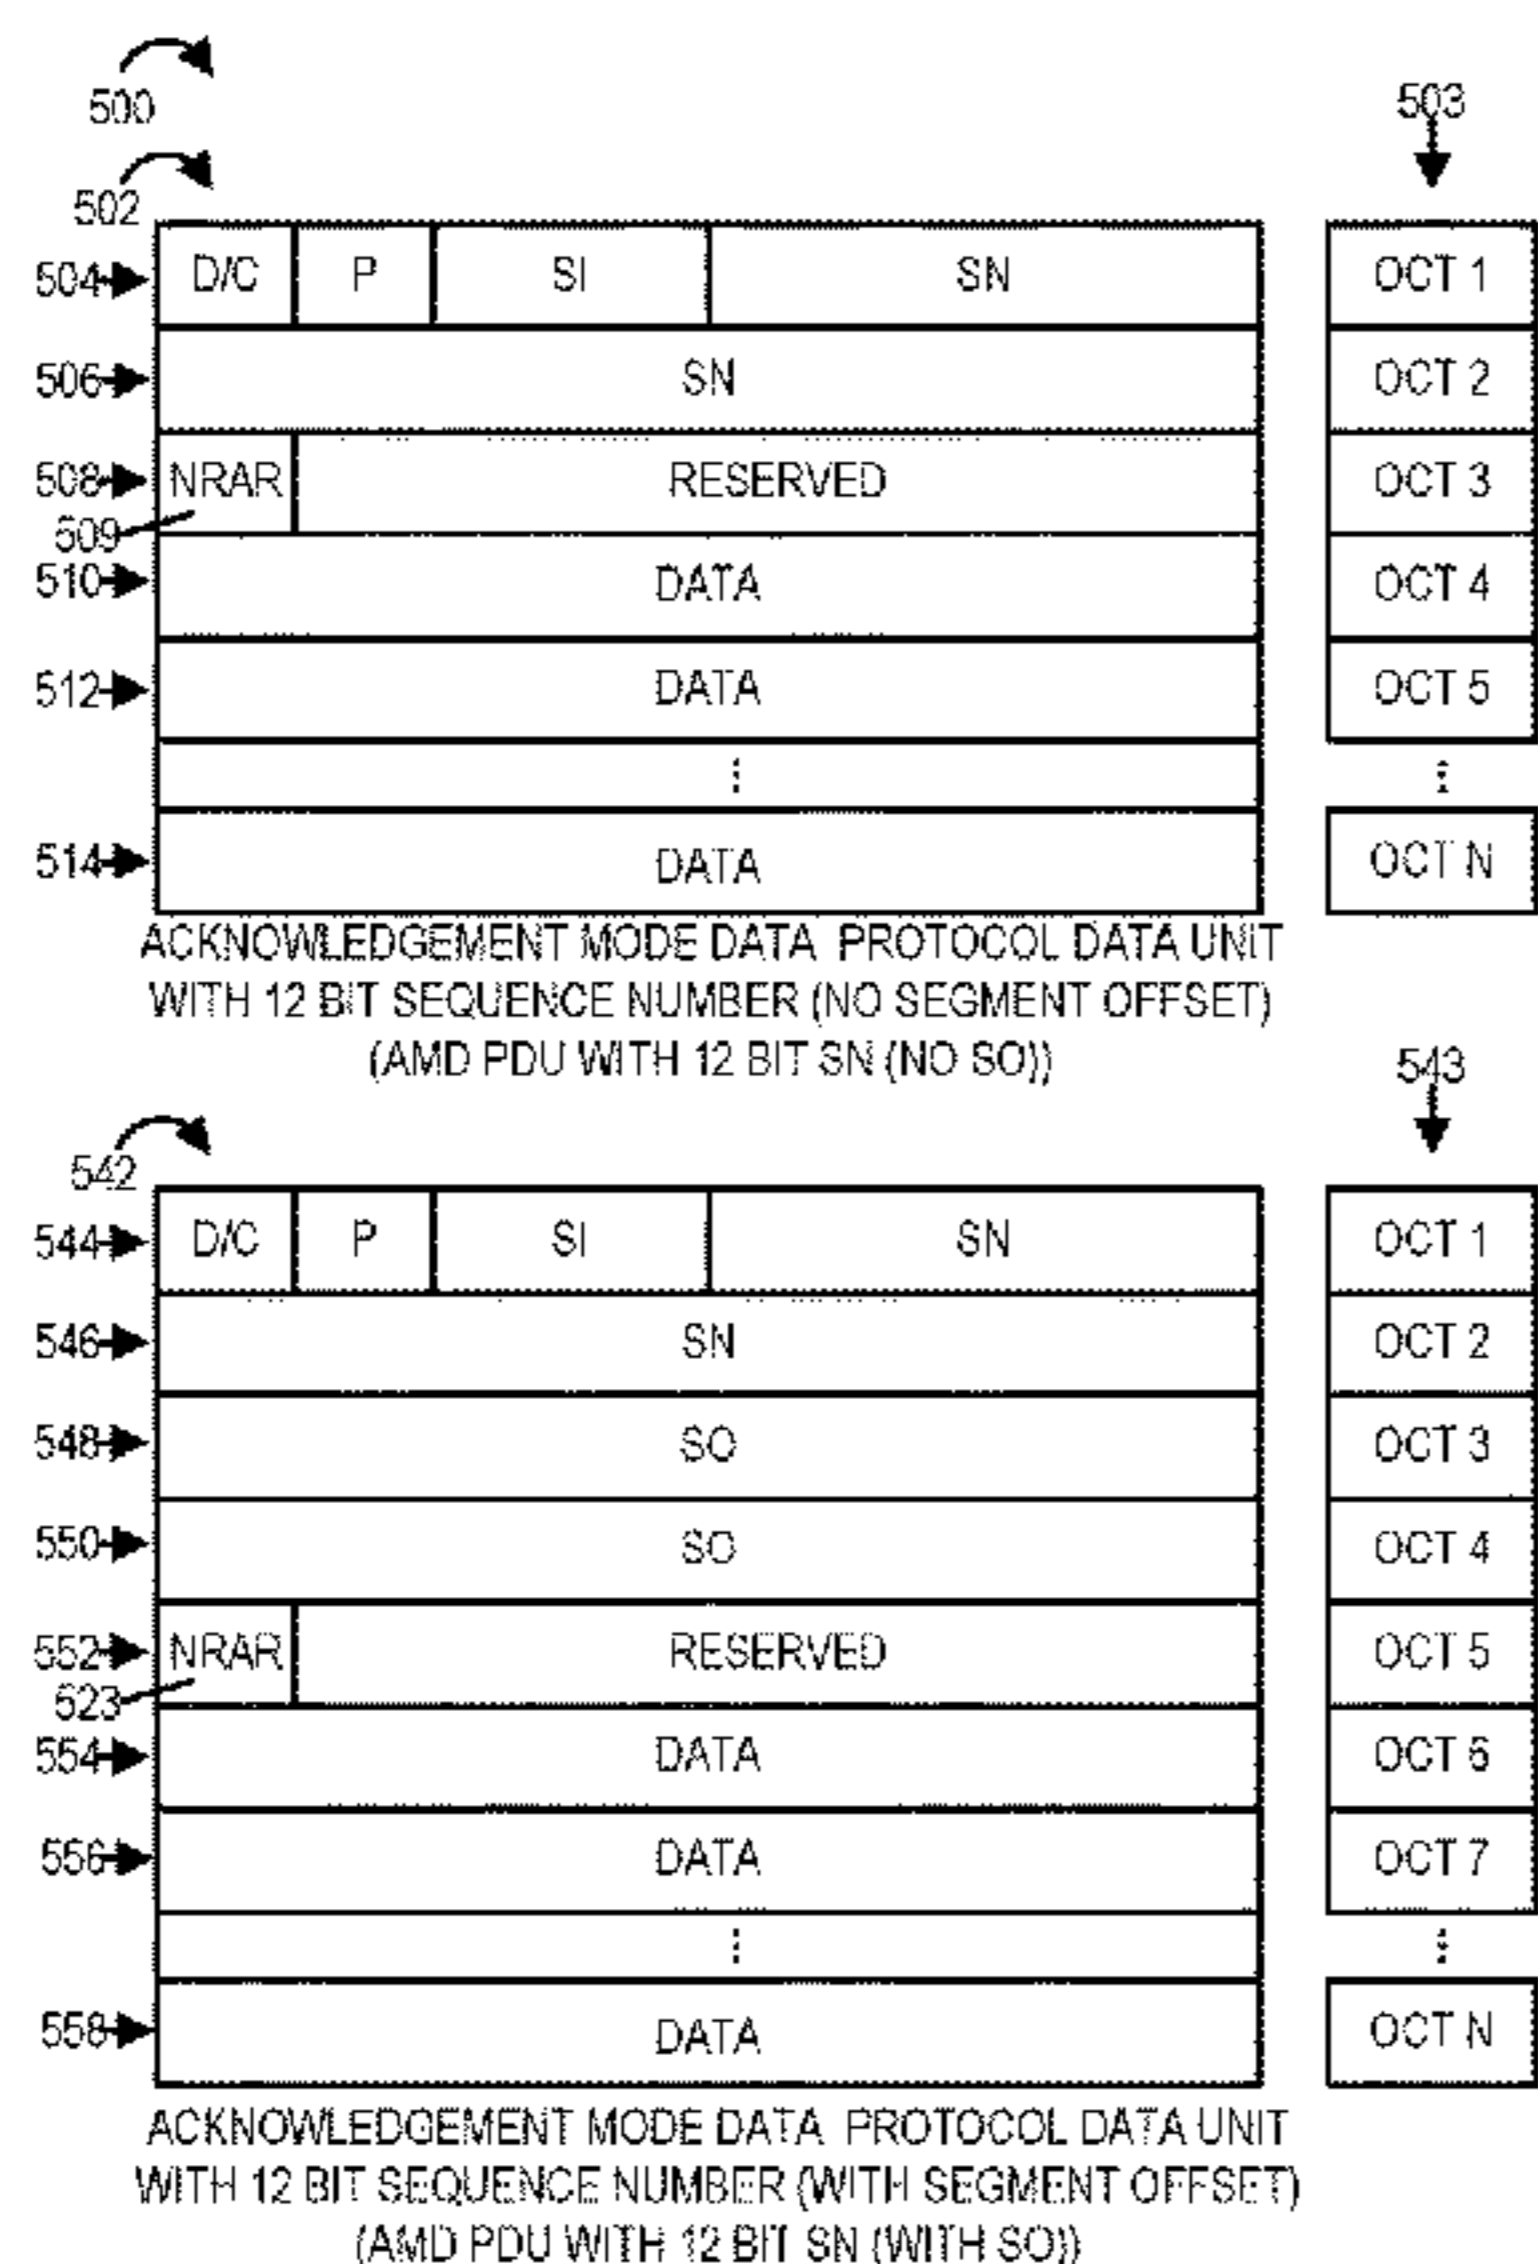 500
503
502
504 D/C P SI SN OCT 1
506 SN OCT 2
508 NRAR RESERVED OCT 3
509
510 DATA OCT 4
512 DATA OCT 5
⋮ ⋮
514 DATA OCT N
ACKNOWLEDGEMENT MODE DATA PROTOCOL DATA UNIT
WITH 12 BIT SEQUENCE NUMBER (NO SEGMENT OFFSET)
(AMD PDU WITH 12 BIT SN (NO SO))
543
542
544 D/C P SI SN OCT 1
546 SN OCT 2
548 SO OCT 3
550 SO OCT 4
552 NRAR RESERVED OCT 5
523
554 DATA OCT 6
556 DATA OCT 7
⋮ ⋮
558 DATA OCT N
ACKNOWLEDGEMENT MODE DATA PROTOCOL DATA UNIT
WITH 12 BIT SEQUENCE NUMBER (WITH SEGMENT OFFSET)
(AMD PDU WITH 12 BIT SN (WITH SO))